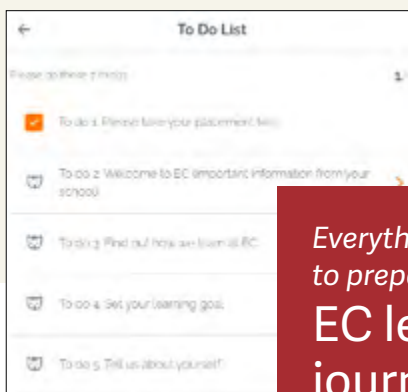 To Do List
Please do these 7 things
1
To do 1. Please take your placement test
To do 2. Welcome to EC (important information from your
school)
To do 3. Find out how we learn at EC
To do 4. Set your learning goal
To do 5. Tell us about yourself
Everyth
to prep
EC le
journ